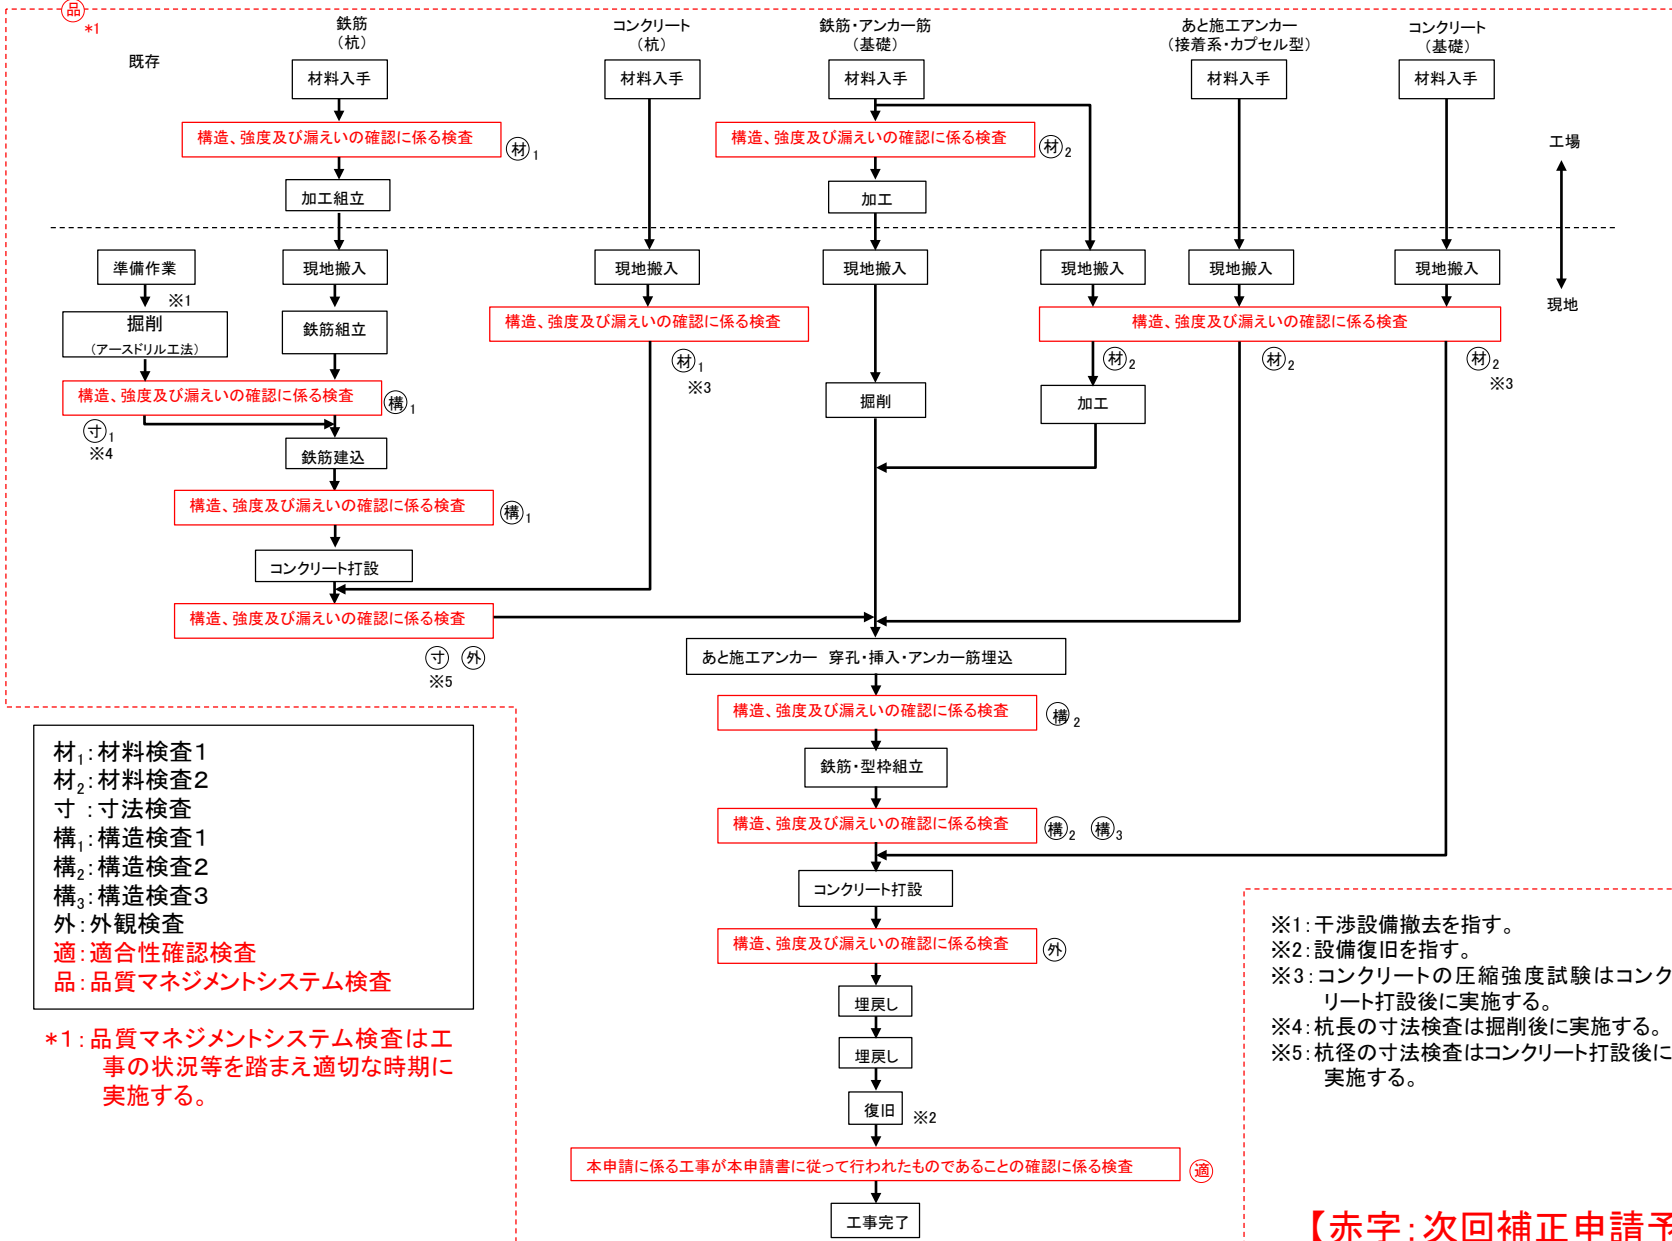 品
*1
既存
鉄筋
(杭)
コンクリート
(杭)
鉄筋・アンカー筋
(基礎)
あと施工アンカー
(接着系・カプセル型)
コンクリート
(基礎)
材料入手
材料入手
材料入手
材料入手
材料入手
構造、強度及び漏えいの確認に係る検査
材1
構造、強度及び漏えいの確認に係る検査
材2
工場
加工組立
加工
準備作業
現地搬入
現地搬入
現地搬入
現地搬入
現地搬入
現地搬入
現地
※1
掘削
(アースドリル工法)
鉄筋組立
構造、強度及び漏えいの確認に係る検査
構造、強度及び漏えいの確認に係る検査
材1
※3
材2
材2
材2
※3
構造、強度及び漏えいの確認に係る検査
構1
寸1
※4
掘削
加工
鉄筋建込
構造、強度及び漏えいの確認に係る検査
構1
コンクリート打設
構造、強度及び漏えいの確認に係る検査
寸 外
※5
あと施工アンカー 穿孔・挿入・アンカー筋埋込
構造、強度及び漏えいの確認に係る検査
構2
鉄筋・型枠組立
構造、強度及び漏えいの確認に係る検査
構2 構3
コンクリート打設
構造、強度及び漏えいの確認に係る検査
外
埋戻し
埋戻し
復旧
※2
本申請に係る工事が本申請書に従って行われたものであることの確認に係る検査
適
工事完了
材1:材料検査1
材2:材料検査2
寸:寸法検査
構1:構造検査1
構2:構造検査2
構3:構造検査3
外:外観検査
適:適合性確認検査
品:品質マネジメントシステム検査
*1:品質マネジメントシステム検査は工
事の状況等を踏まえ適切な時期に
実施する。
※1:干渉設備撤去を指す。
※2:設備復旧を指す。
※3:コンクリートの圧縮強度試験はコンク
リート打設後に実施する。
※4:杭長の寸法検査は掘削後に実施する。
※5:杭径の寸法検査はコンクリート打設後に
実施する。
【赤字:次回補正申請予